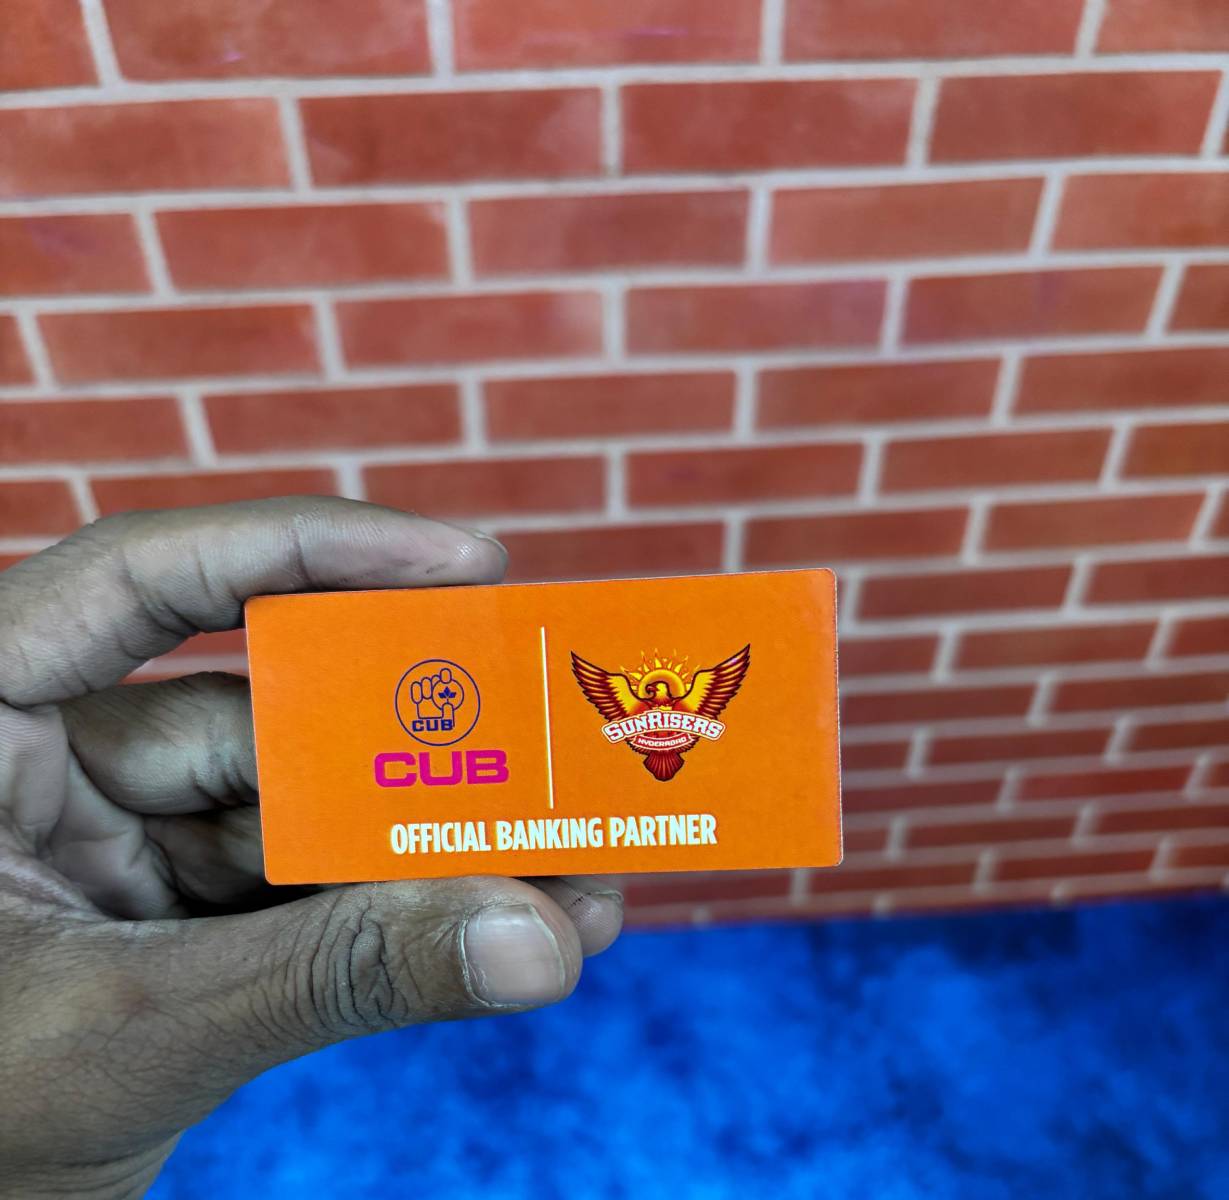 CUB
CUB
SUNRISERS
HYDERABAD
OFFICIAL BANKING PARTNER